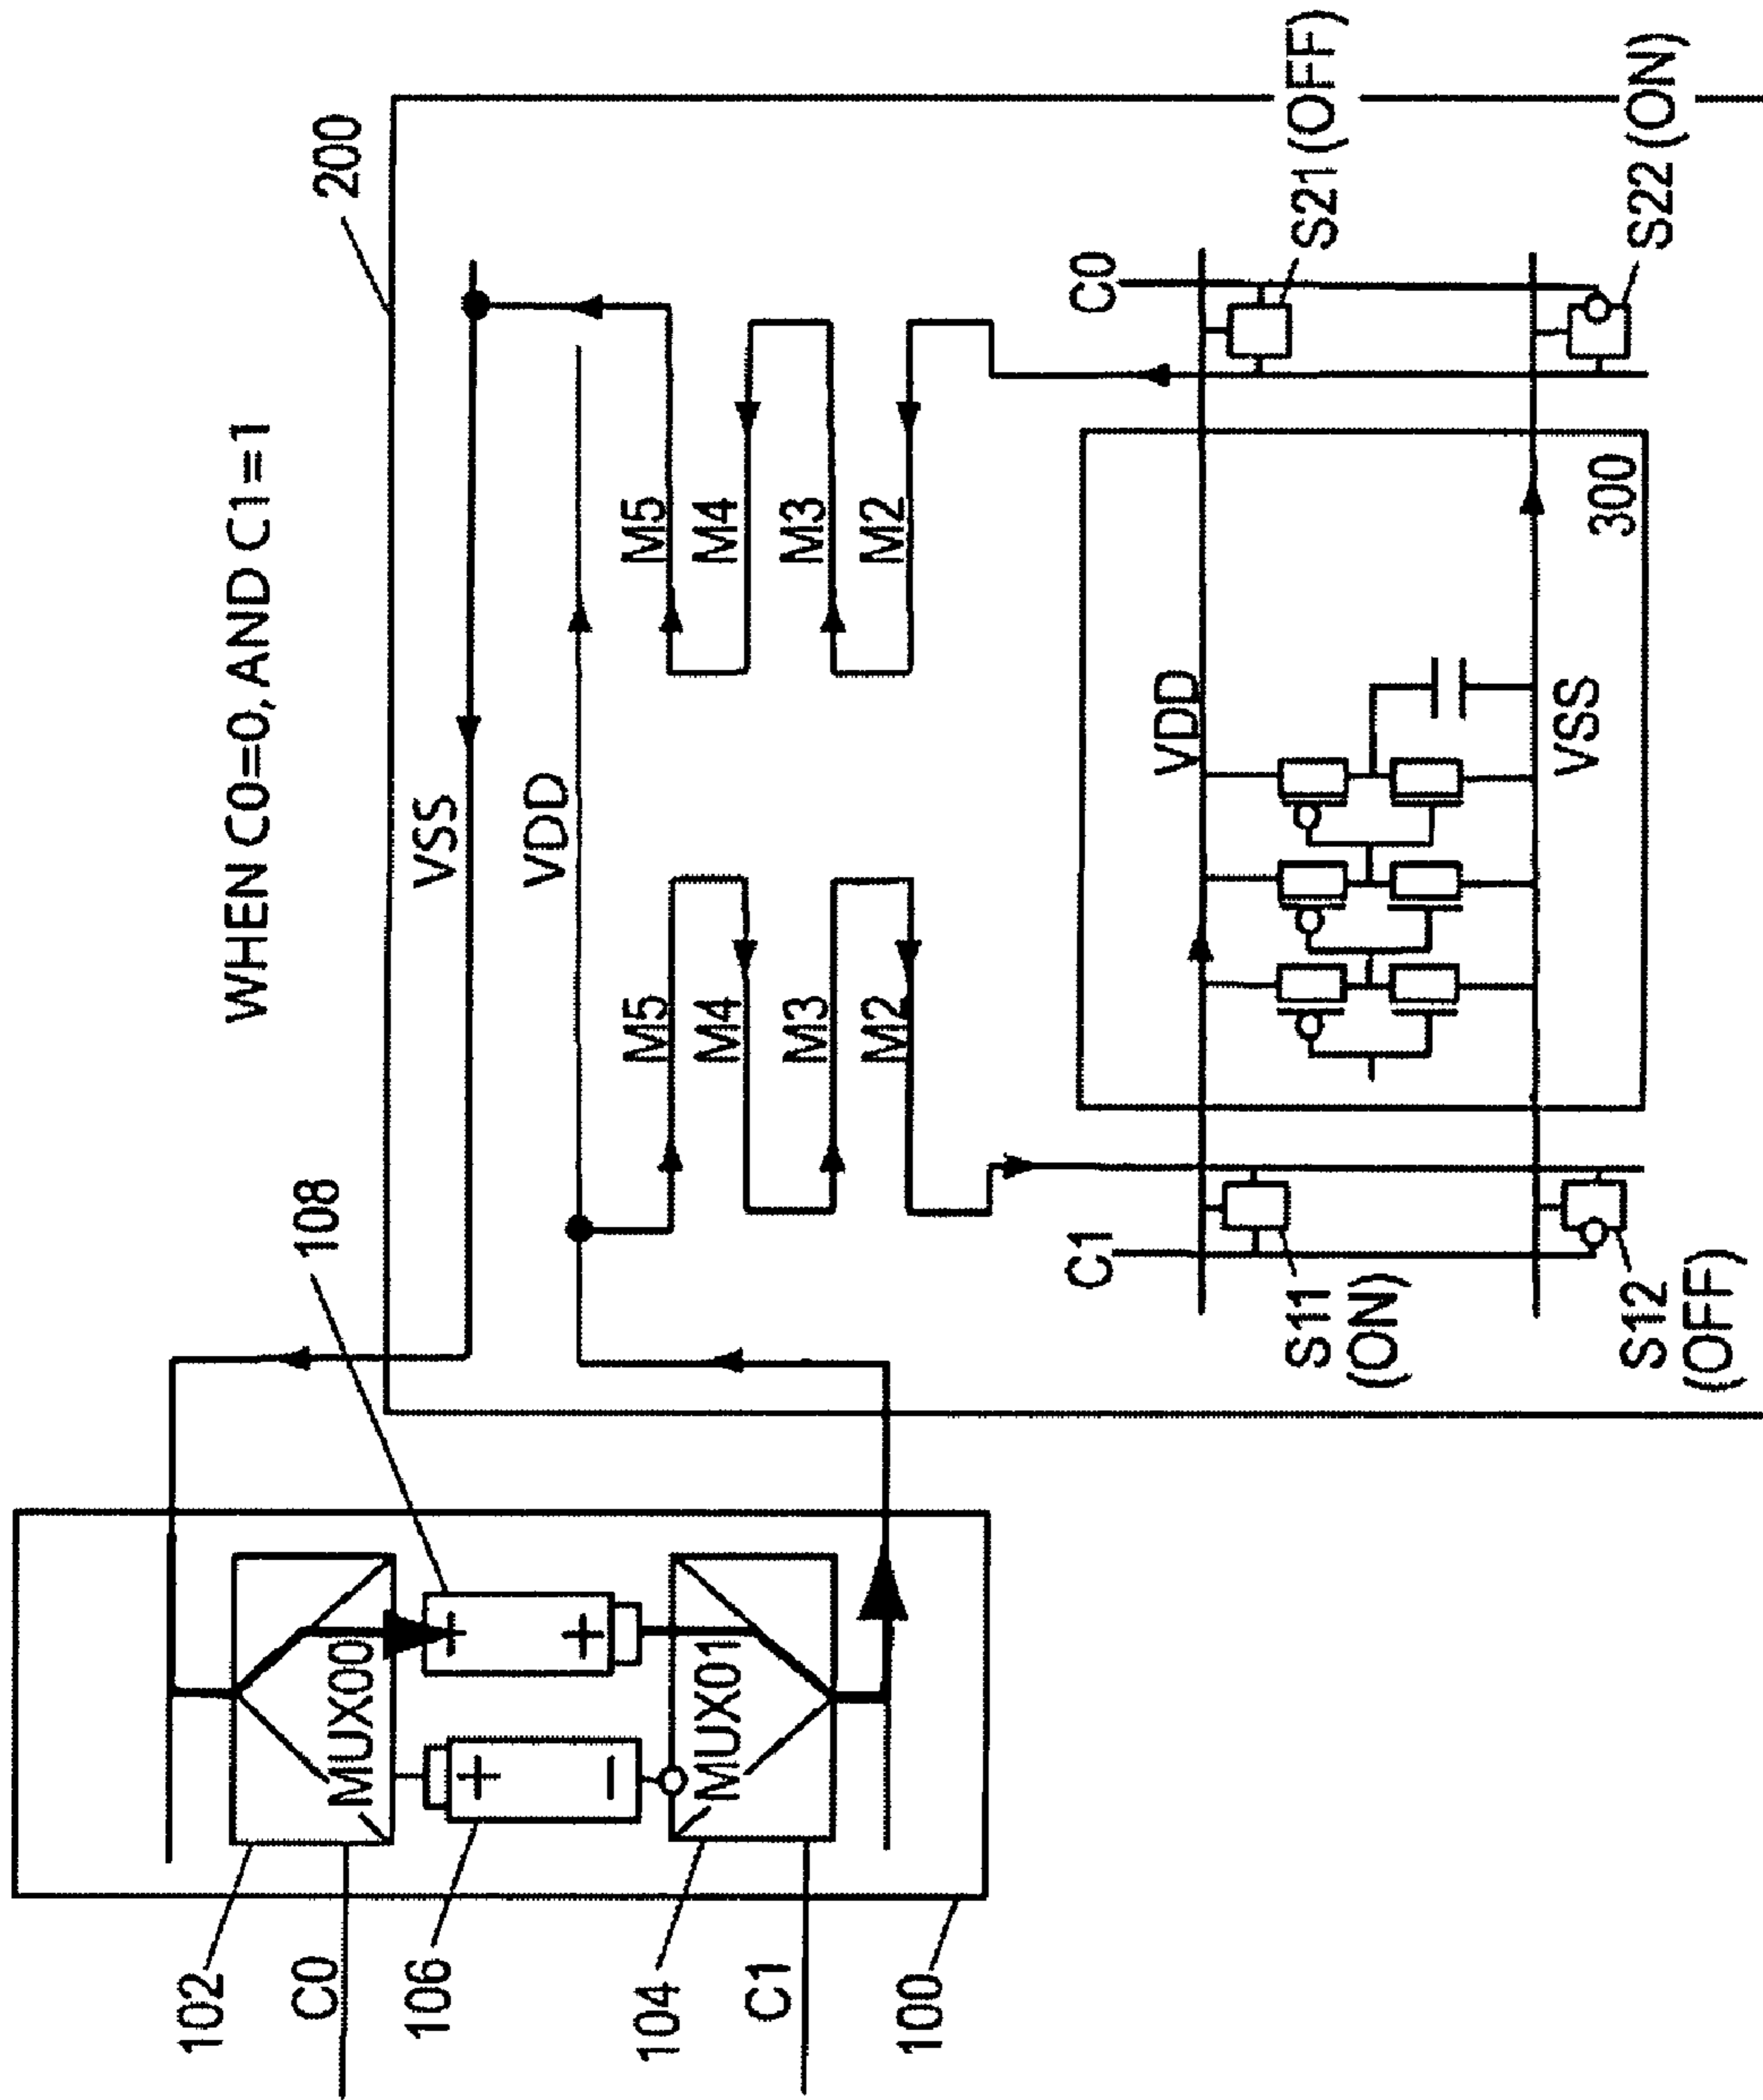 WHEN C0=0, AND C1=1
200
108
102
C0
106
104
C1
100
MUX00
+
-
+
+
MUX01
VSS
VDD
M5
M4
M3
M2
M5
M4
M3
M2
C1
S11
(ON)
S12
(OFF)
VDD
VSS
300
C0
S21 (OFF)
S22 (ON)